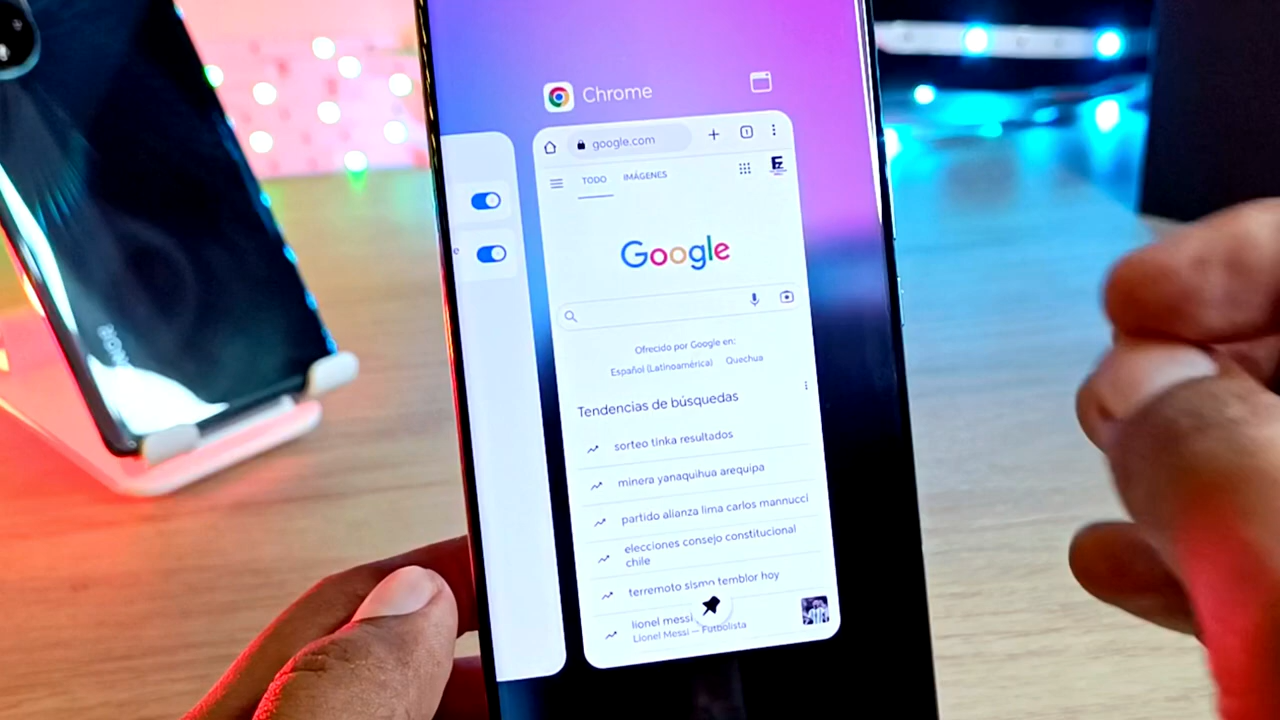 Chrome
google.com
1
TODO IMÁGENES
Ez
Google
Ofrecido por Google en:
Español (Latinoamérica) Quechua
Tendencias de búsquedas
sorteo tinka resultados
minera yanaquihua arequipa
partido alianza lima carlos mannucci
elecciones consejo constitucional
chile
terremoto sismo temblor hoy
lionel messi
Lionel Messi — Futbolista
e
HONOR